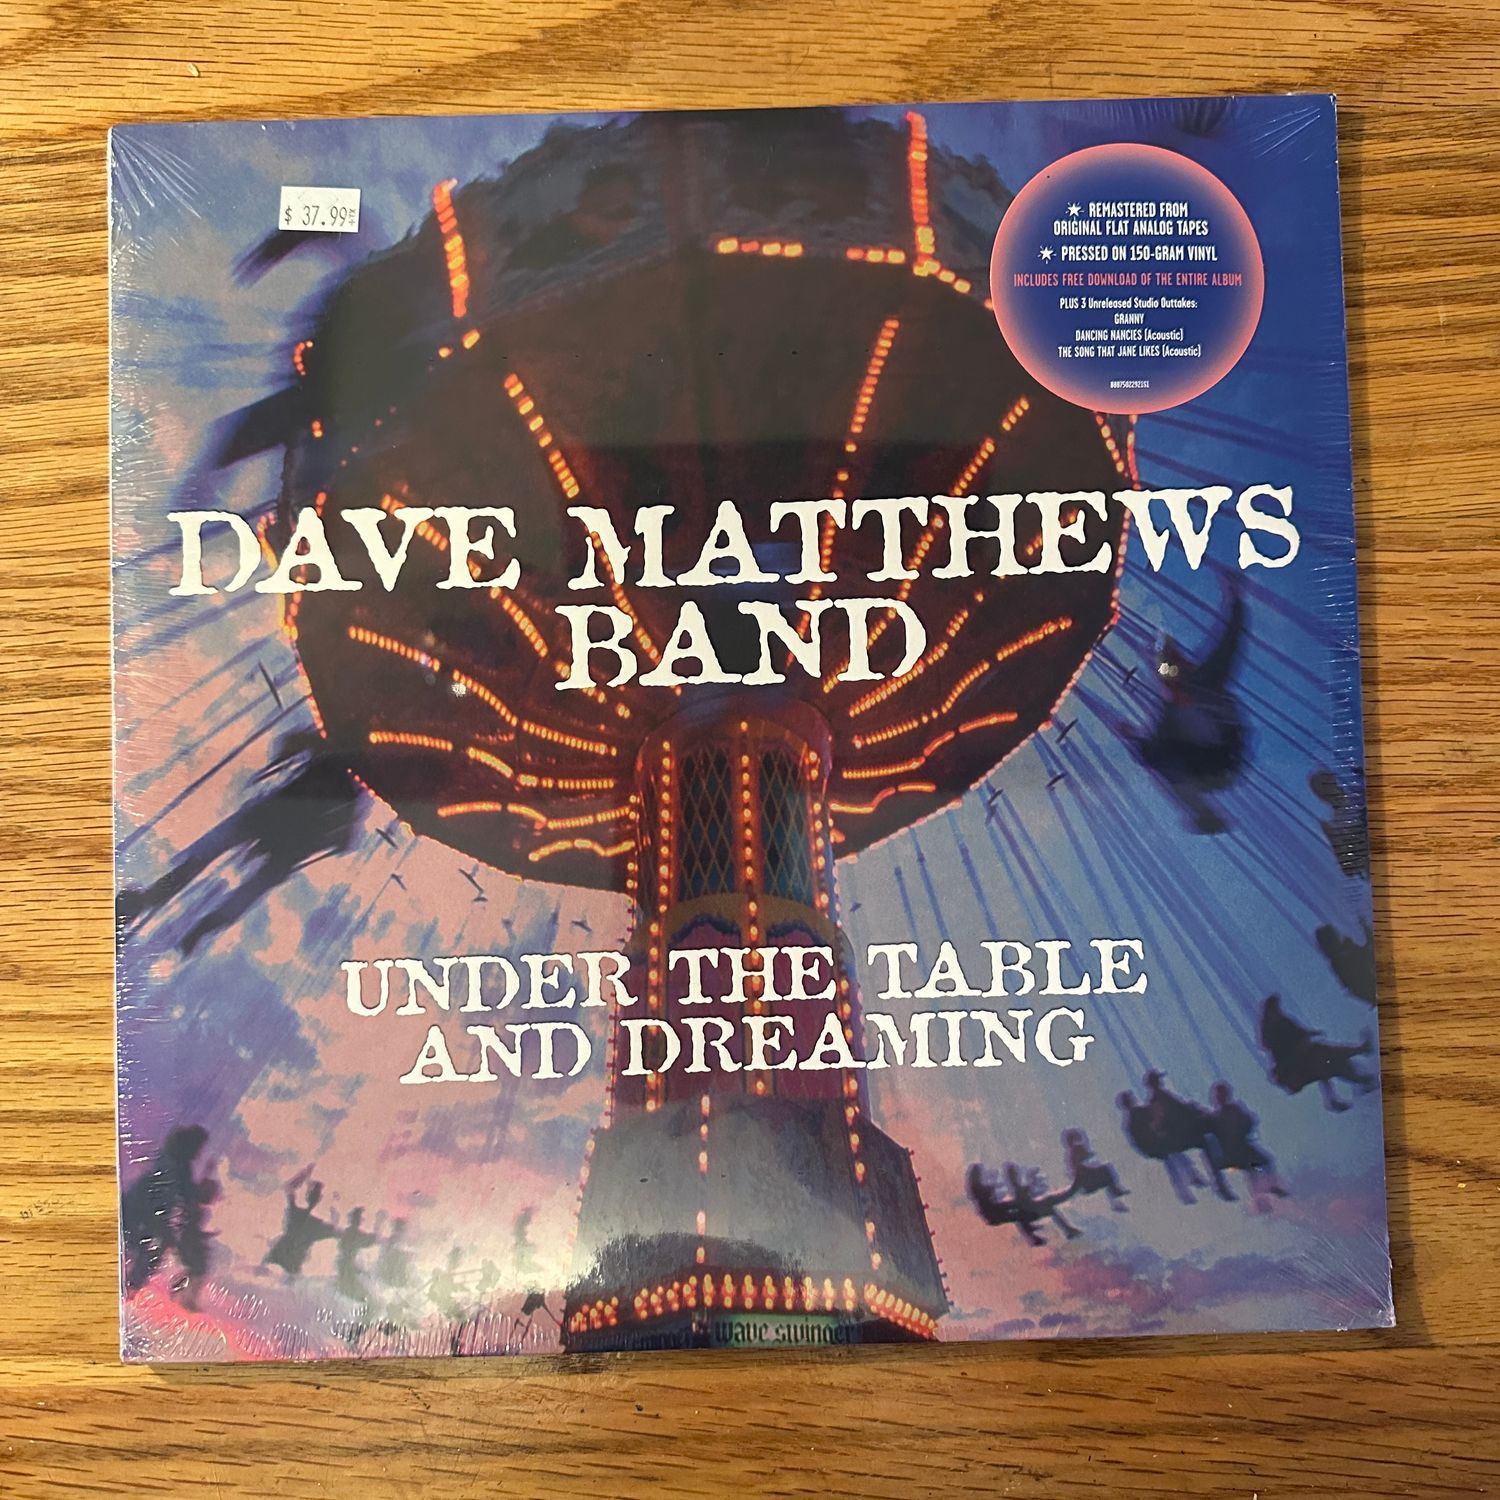 $ 37.99
★ REMASTERED FROM
ORIGINAL FLAT ANALOG TAPES
★ PRESSED ON 150-GRAM VINYL
INCLUDES FREE DOWNLOAD OF THE ENTIRE ALBUM
PLUS 3 Unreleased Studio Outtakes:
GRANNY
DANCING NANCIES (Acoustic)
THE SONG THAT JANE LIKES (Acoustic)
88875022921S1
DAVE MATTHEWS
BAND
UNDER THE TABLE
AND DREAMING
wave swinger